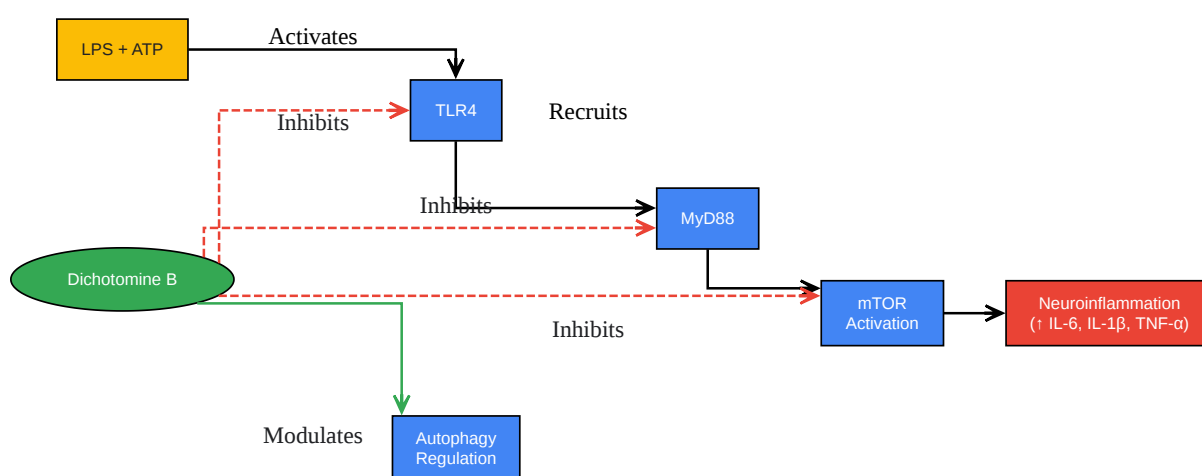 LPS + ATP
Activates
TLR4
Recruits
Inhibits
MyD88
Inhibits
Dichotomine B
mTOR
Activation
Neuroinflammation
(↑ IL-6, IL-1β, TNF-α)
Inhibits
Modulates
Autophagy
Regulation